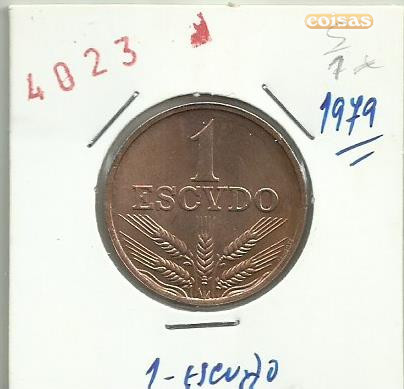 coisas
4023
1979
1
ESCVDO
1-ESCUDO